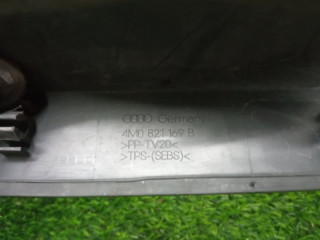 Audi Germany
4M0 821 169 B
>PP-TV20<
>TPS-(SEBS)<